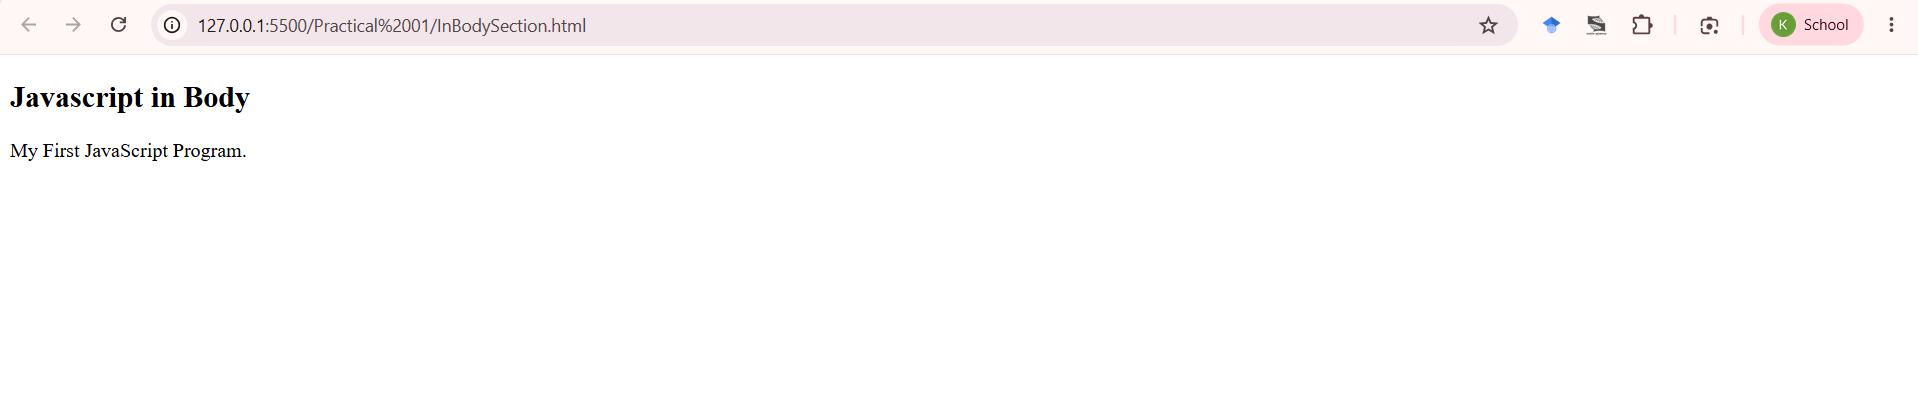 127.0.0.1:5500/Practical%2001/InBodySection.html
K School
Javascript in Body
My First JavaScript Program.